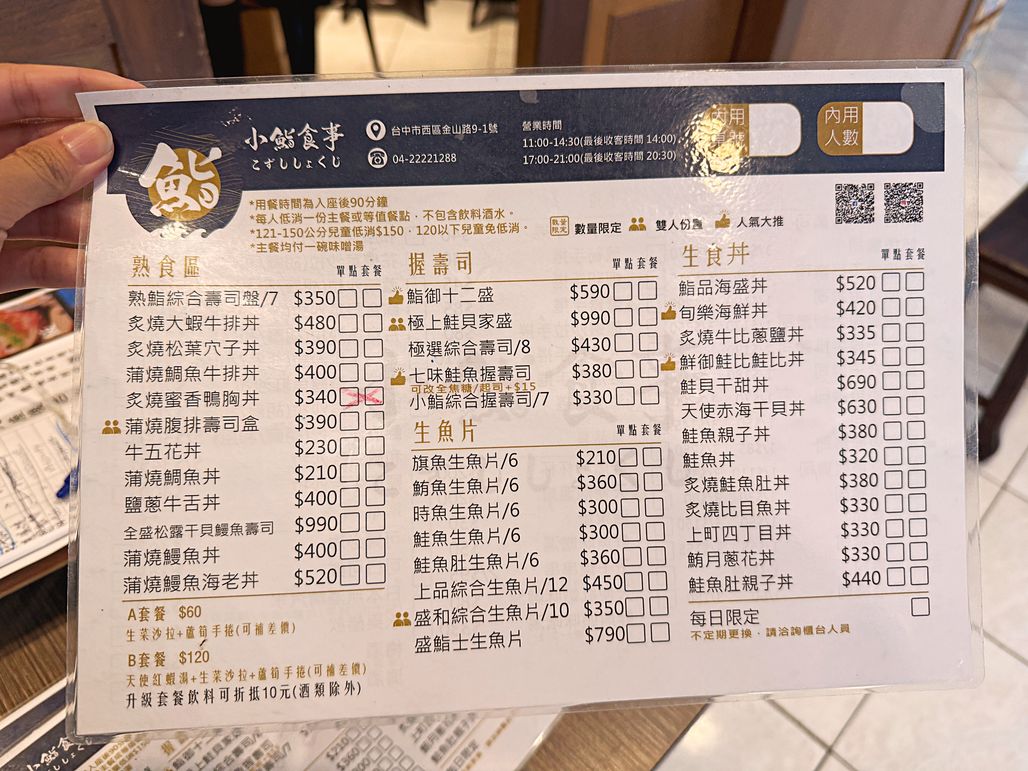 鮨
小鮨食事
こずししょくじ
台中市西區金山路9-1號
04-22221288
營業時間
11:00-14:30(最後收客時間 14:00)
17:00-21:00(最後收客時間 20:30)
內用
內用
人數
*用餐時間為入座後90分鐘
*每人低消一份主餐或等值餐點,不包含飲料酒水。
*121-150公分兒童低消$150,120以下兒童免低消。
*主餐均付一碗味噌湯
數量限定 數量限定 雙人份量 人氣大推
熟食區 單點 套餐
熟鮨綜合壽司盤/7 $350
炙燒大蝦牛排丼 $480
炙燒松葉穴子丼 $390
蒲燒鯛魚牛排丼 $400
炙燒蜜香鴨胸丼 $340
蒲燒腹排壽司盒 $390
牛五花丼 $230
蒲燒鯛魚丼 $210
鹽蔥牛舌丼 $400
全盛松露干貝鰻魚壽司 $990
蒲燒鰻魚丼 $400
蒲燒鰻魚海老丼 $520
A套餐 $60
生菜沙拉+蘆筍手捲(可補差價)
B套餐 $120
天使紅蝦湯+生菜沙拉+蘆筍手捲(可補差價)
升級套餐飲料可折抵10元(酒類除外)
握壽司 單點 套餐
鮨御十二盛 $590
極上鮭貝家盛 $990
極選綜合壽司/8 $430
七味鮭魚握壽司 $380
可改全焦糖/起司+$15
小鮨綜合握壽司/7 $330
生魚片 單點 套餐
旗魚生魚片/6 $210
鮪魚生魚片/6 $360
時魚生魚片/6 $300
鮭魚生魚片/6 $300
鮭魚肚生魚片/6 $360
上品綜合生魚片/12 $450
盛和綜合生魚片/10 $350
盛鮨士生魚片 $790
生食丼 單點 套餐
鮨品海盛丼 $520
旬樂海鮮丼 $420
炙燒牛比蔥鹽丼 $335
鮮御鮭比鮭比丼 $345
鮭貝干甜丼 $690
天使赤海干貝丼 $630
鮭魚親子丼 $380
鮭魚丼 $320
炙燒鮭魚肚丼 $380
炙燒比目魚丼 $330
上町四丁目丼 $330
鮪月蔥花丼 $330
鮭魚肚親子丼 $440
每日限定
不定期更換,請洽詢櫃台人員
小鮨食事